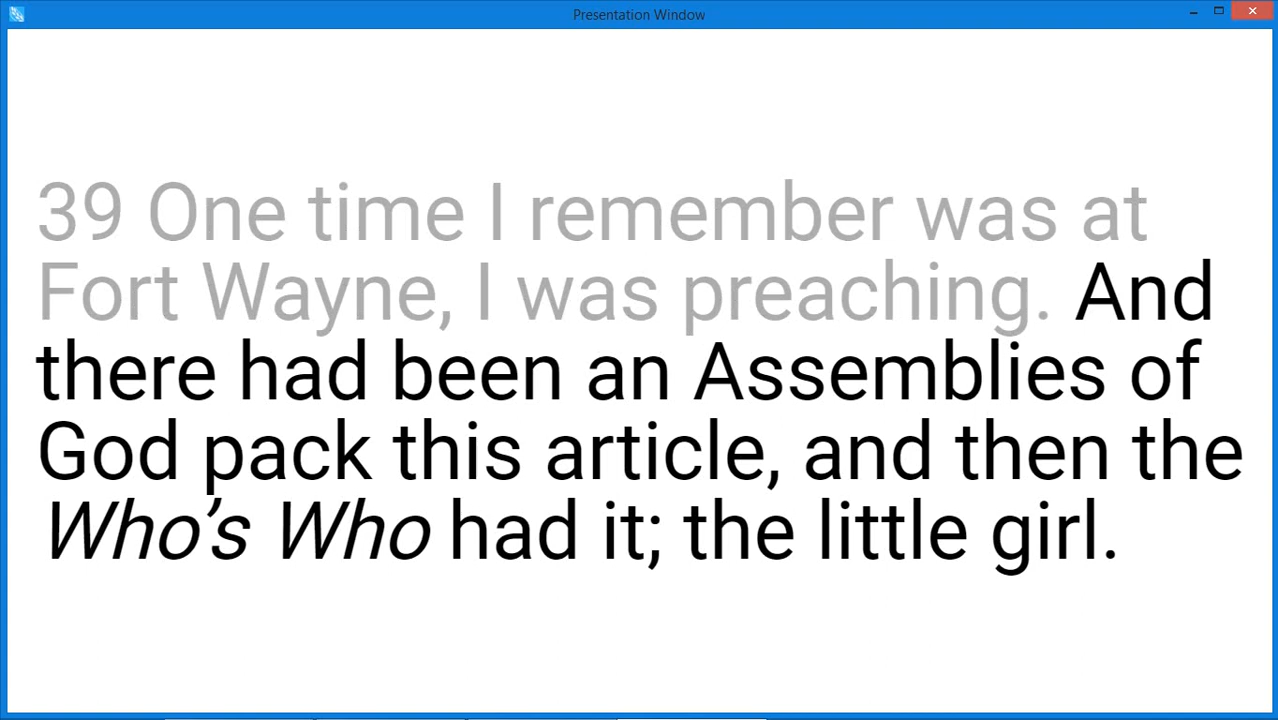 Presentation Window
39 One time I remember was at
Fort Wayne, I was preaching. And
there had been an Assemblies of
God pack this article, and then the
Who’s Who had it; the little girl.